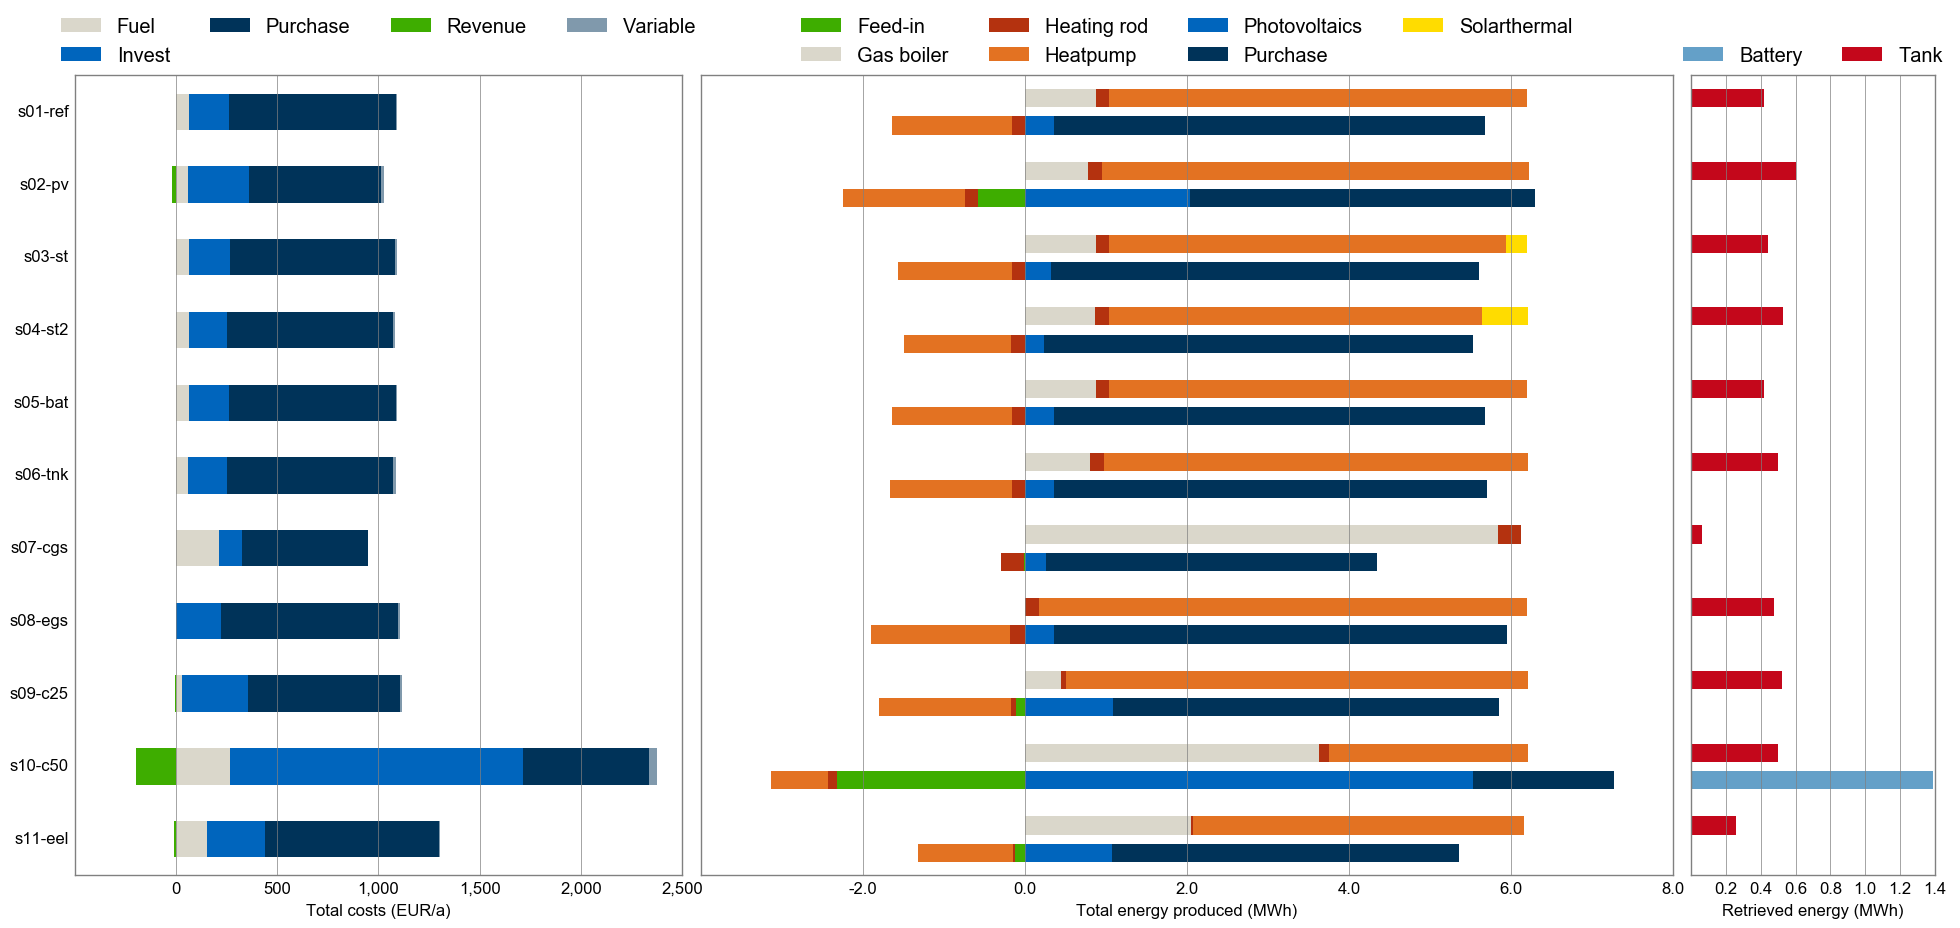 Fuel Purchase Revenue Variable
Invest
Feed-in Heating rod Photovoltaics Solarthermal
Gas boiler Heatpump Purchase
Battery Tank
s01-ref
s02-pv
s03-st
s04-st2
s05-bat
s06-tnk
s07-cgs
s08-egs
s09-c25
s10-c50
s11-eel
0 500 1,000 1,500 2,000 2,500
Total costs (EUR/a)
-2.0 0.0 2.0 4.0 6.0 8.0
Total energy produced (MWh)
0.2 0.4 0.6 0.8 1.0 1.2 1.4
Retrieved energy (MWh)